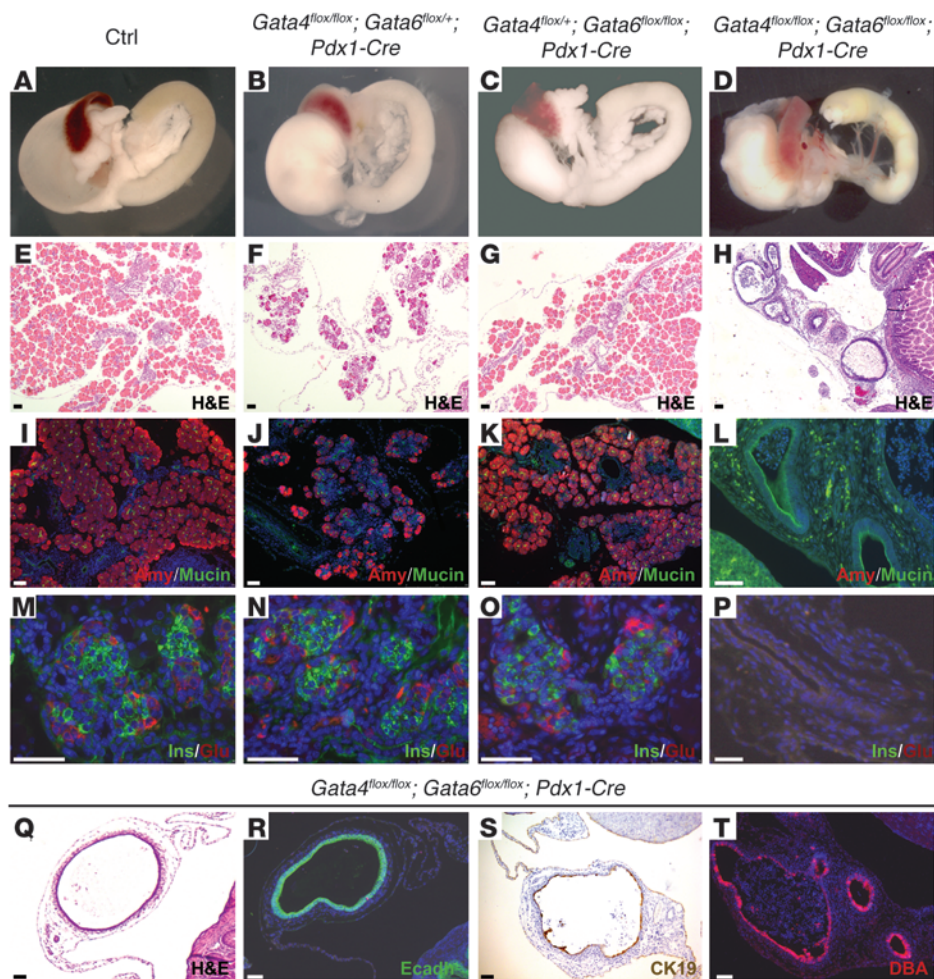 Ctrl
Gata4flox/flox; Gata6flox/+;
Pdx1-Cre
Gata4flox/+; Gata6flox/flox;
Pdx1-Cre
Gata4flox/flox; Gata6flox/flox;
Pdx1-Cre
A
B
C
D
E
H&E
F
H&E
G
H&E
H
H&E
I
Amy/Mucin
J
Amy/Mucin
K
Amy/Mucin
L
Amy/Mucin
M
Ins/Glu
N
Ins/Glu
O
Ins/Glu
P
Ins/Glu
Gata4flox/flox; Gata6flox/flox; Pdx1-Cre
Q
H&E
R
Ecadh
S
CK19
T
DBA